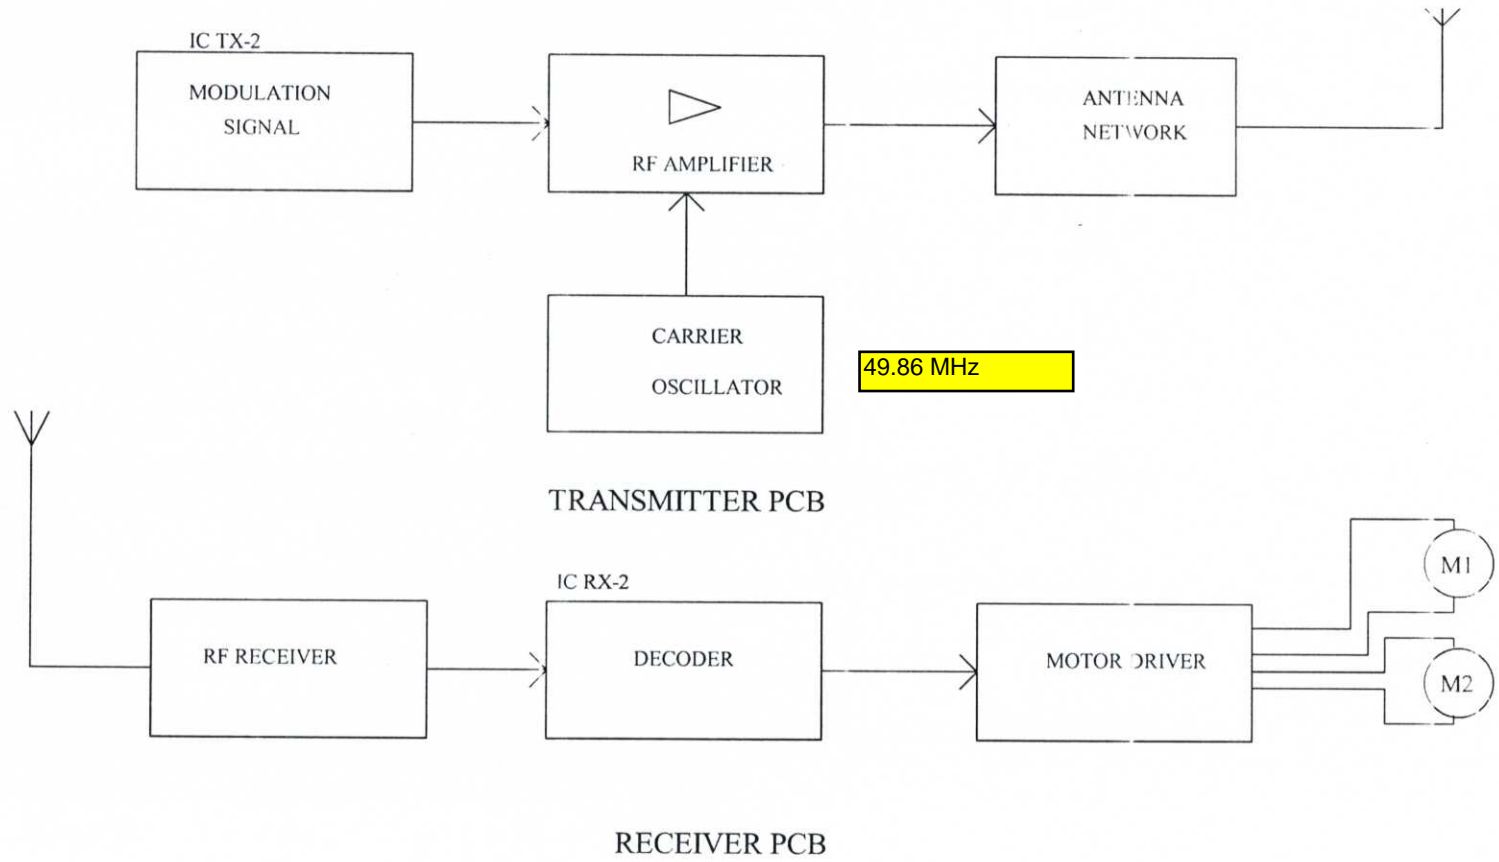 IC TX-2
MODULATION
SIGNAL
RF AMPLIFIER
ANTENNA
NETWORK
CARRIER
OSCILLATOR
49.86 MHz
TRANSMITTER PCB
RF RECEIVER
IC RX-2
DECODER
MOTOR DRIVER
M1
M2
RECEIVER PCB